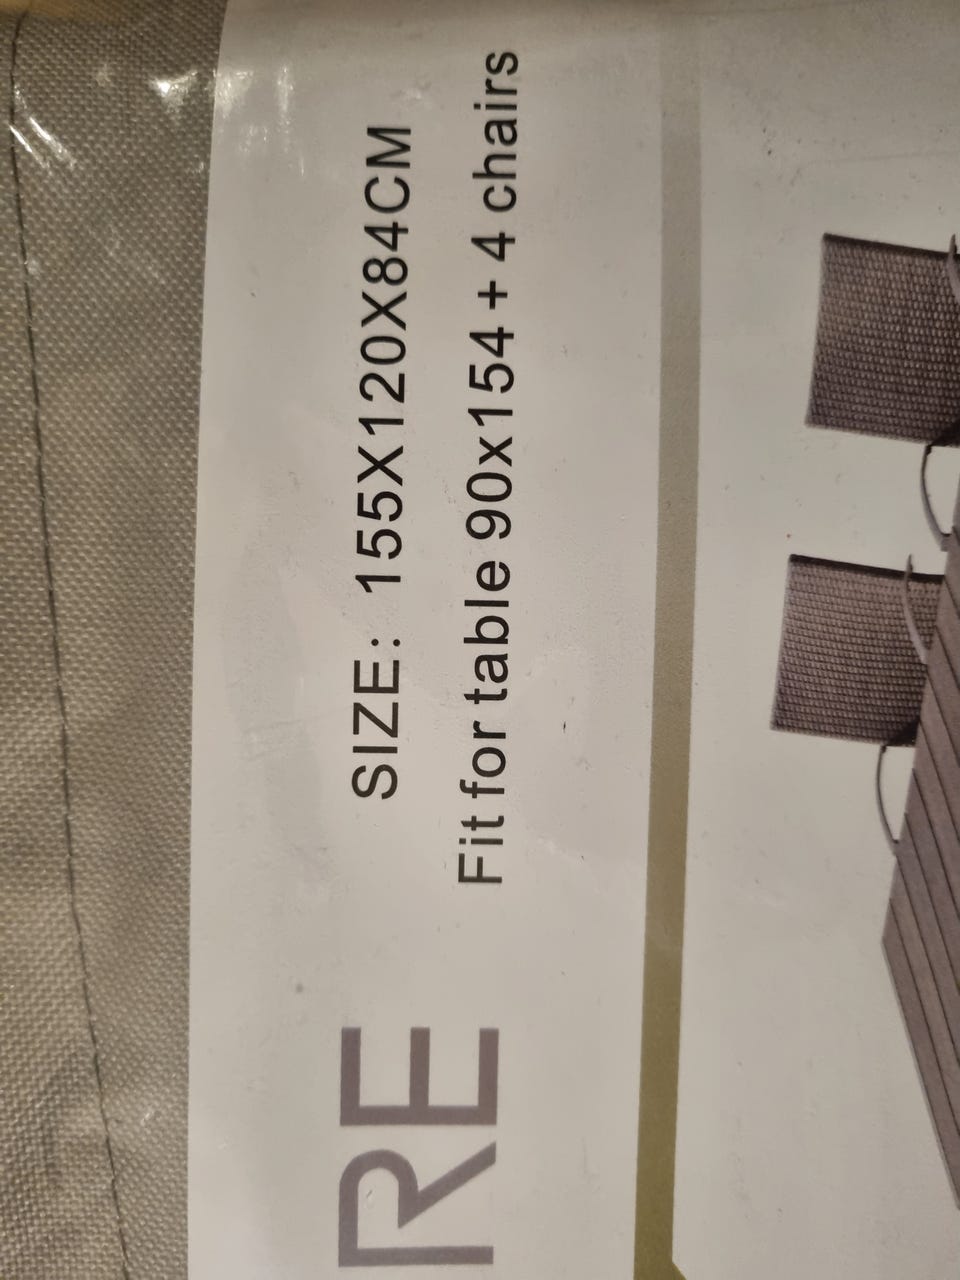 SIZE: 155X120X84CM
Fit for table 90x154 + 4 chairs
RE